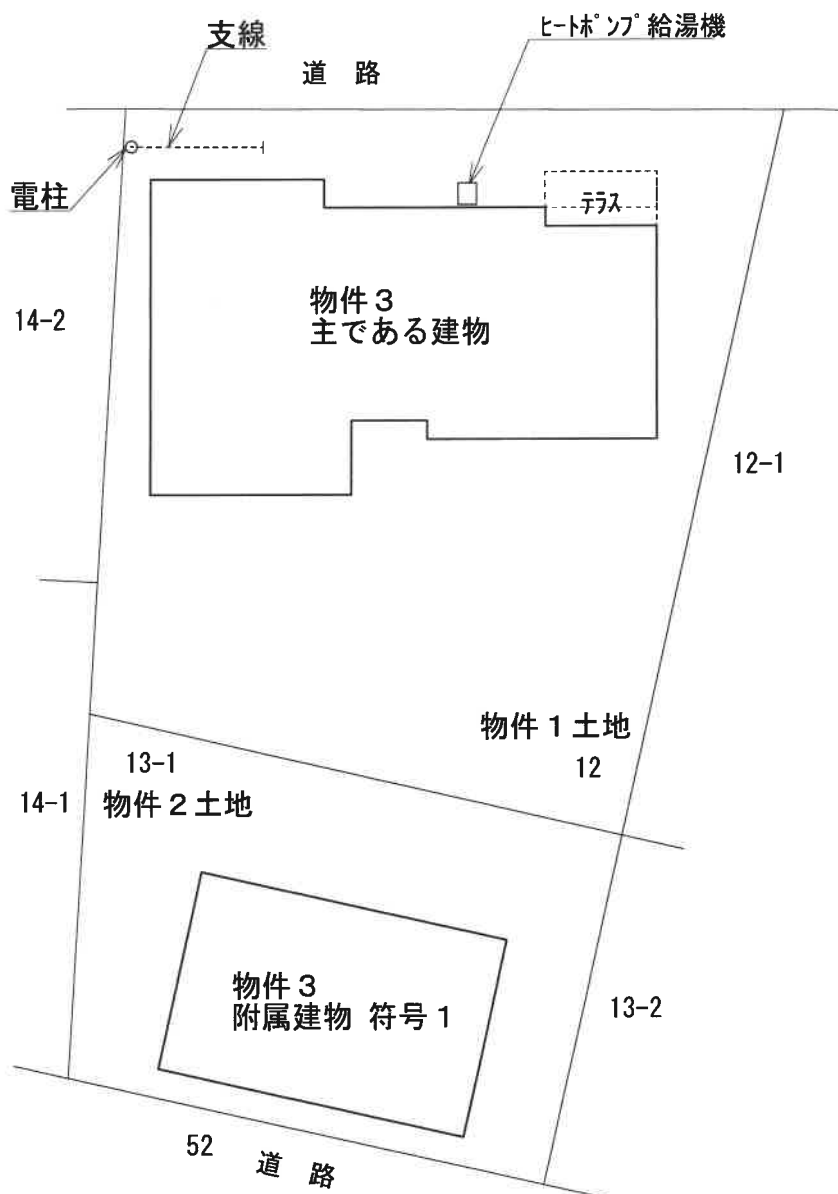 支線
ﾋｰﾄﾎﾟﾝﾌﾟ給湯機
道 路
電柱
テラス
14-2
物件３
主である建物
12-1
物件１土地
12
13-1
14-1
物件２土地
物件３
附属建物 符号１
13-2
52
道 路